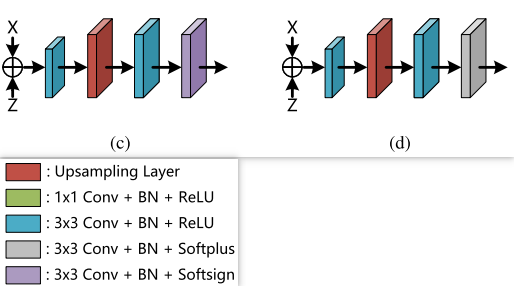 X
X
Z
Z
(c)
(d)
: Upsampling Layer
: 1x1 Conv + BN + ReLU
: 3x3 Conv + BN + ReLU
: 3x3 Conv + BN + Softplus
: 3x3 Conv + BN + Softsign